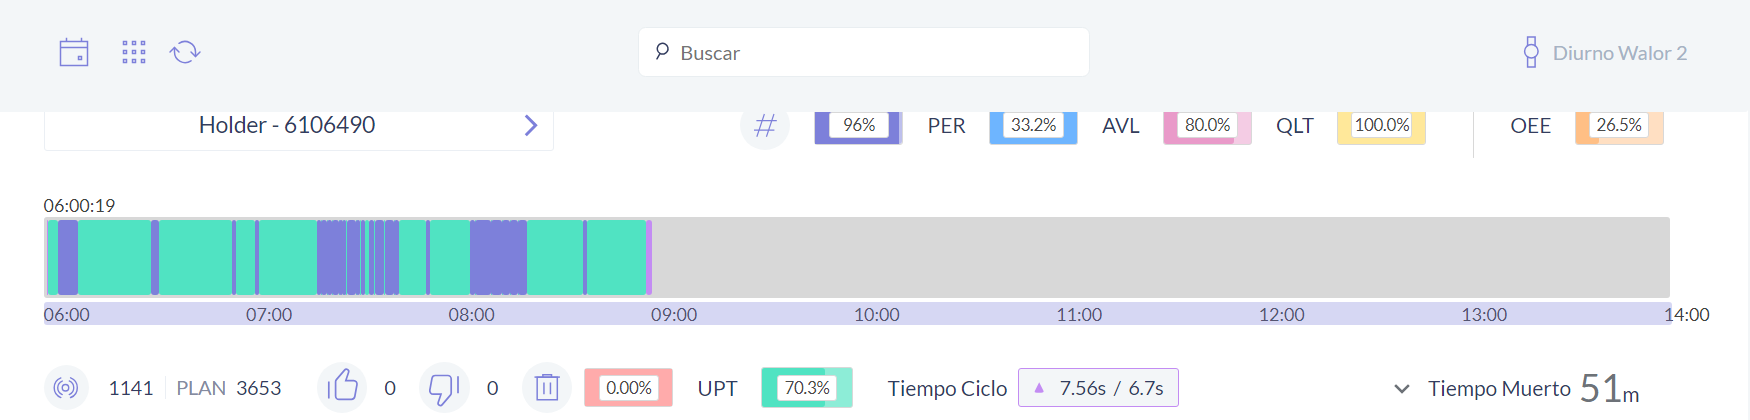 Buscar
Diurno Walor 2
Holder - 6106490
# 96% PER 33.2% AVL 80.0% QLT 100.0% OEE 26.5%
06:00:19
06:00 07:00 08:00 09:00 10:00 11:00 12:00 13:00 14:00
1141 PLAN 3653 0 0 0.00% UPT 70.3% Tiempo Ciclo ▲ 7.56s / 6.7s Tiempo Muerto 51m